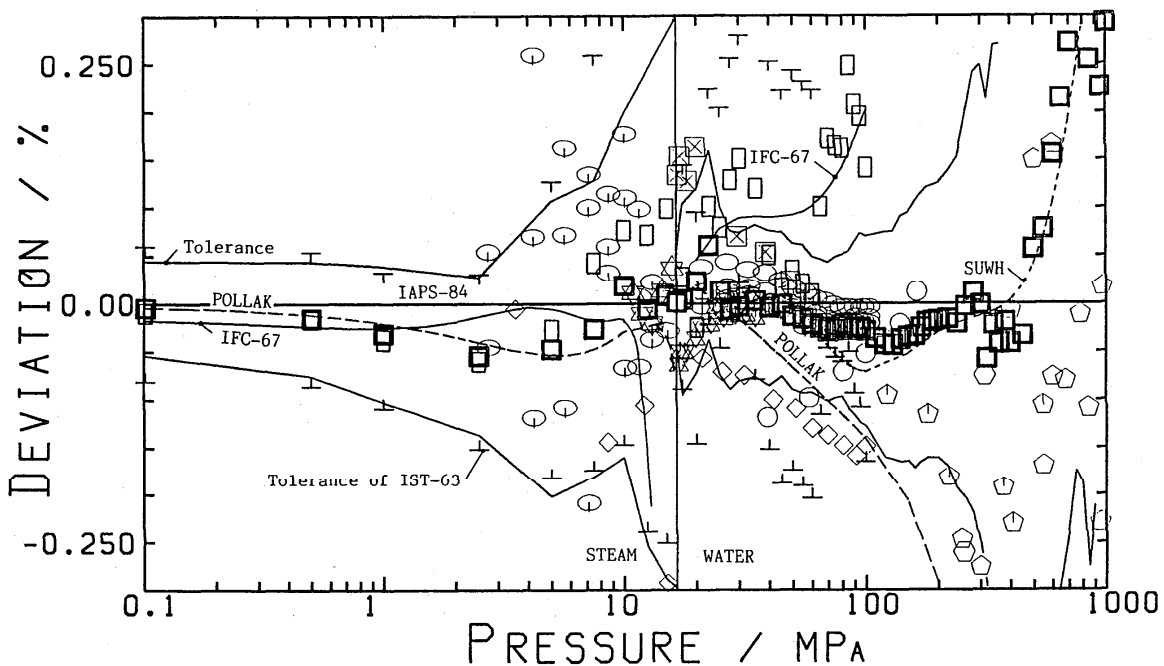 0.250
IFC-67
Tolerance
IAPS-84
SUWH
POLLAK
0.00
IFC-67
POLLAK
Tolerance of IST-63
-0.250
STEAM
WATER
0.1
1
10
100
1000
DEVIATION / %
PRESSURE / MPA